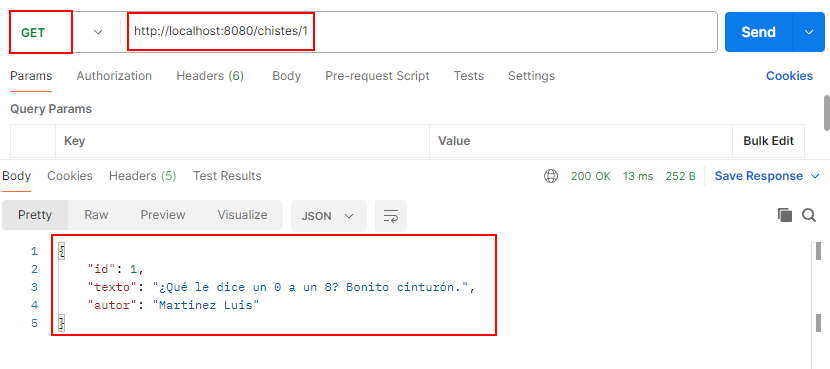 GET http://localhost:8080/chistes/1 Send
Params Authorization Headers (6) Body Pre-request Script Tests Settings Cookies
Query Params
Key Value Bulk Edit
Body Cookies Headers (5) Test Results 200 OK 13 ms 252 B Save Response
Pretty Raw Preview Visualize JSON
1 {
2 "id": 1,
3 "texto": "¿Qué le dice un 0 a un 8? Bonito cinturón.",
4 "autor": "Martinez Luis"
5 }